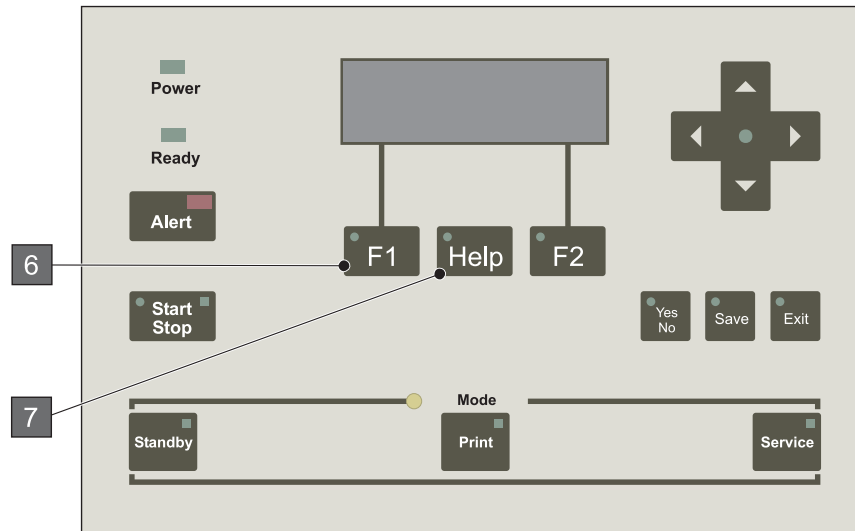 Power
Ready
Alert
6
F1
Help
F2
Start
Stop
Yes
No
Save
Exit
7
Mode
Standby
Print
Service